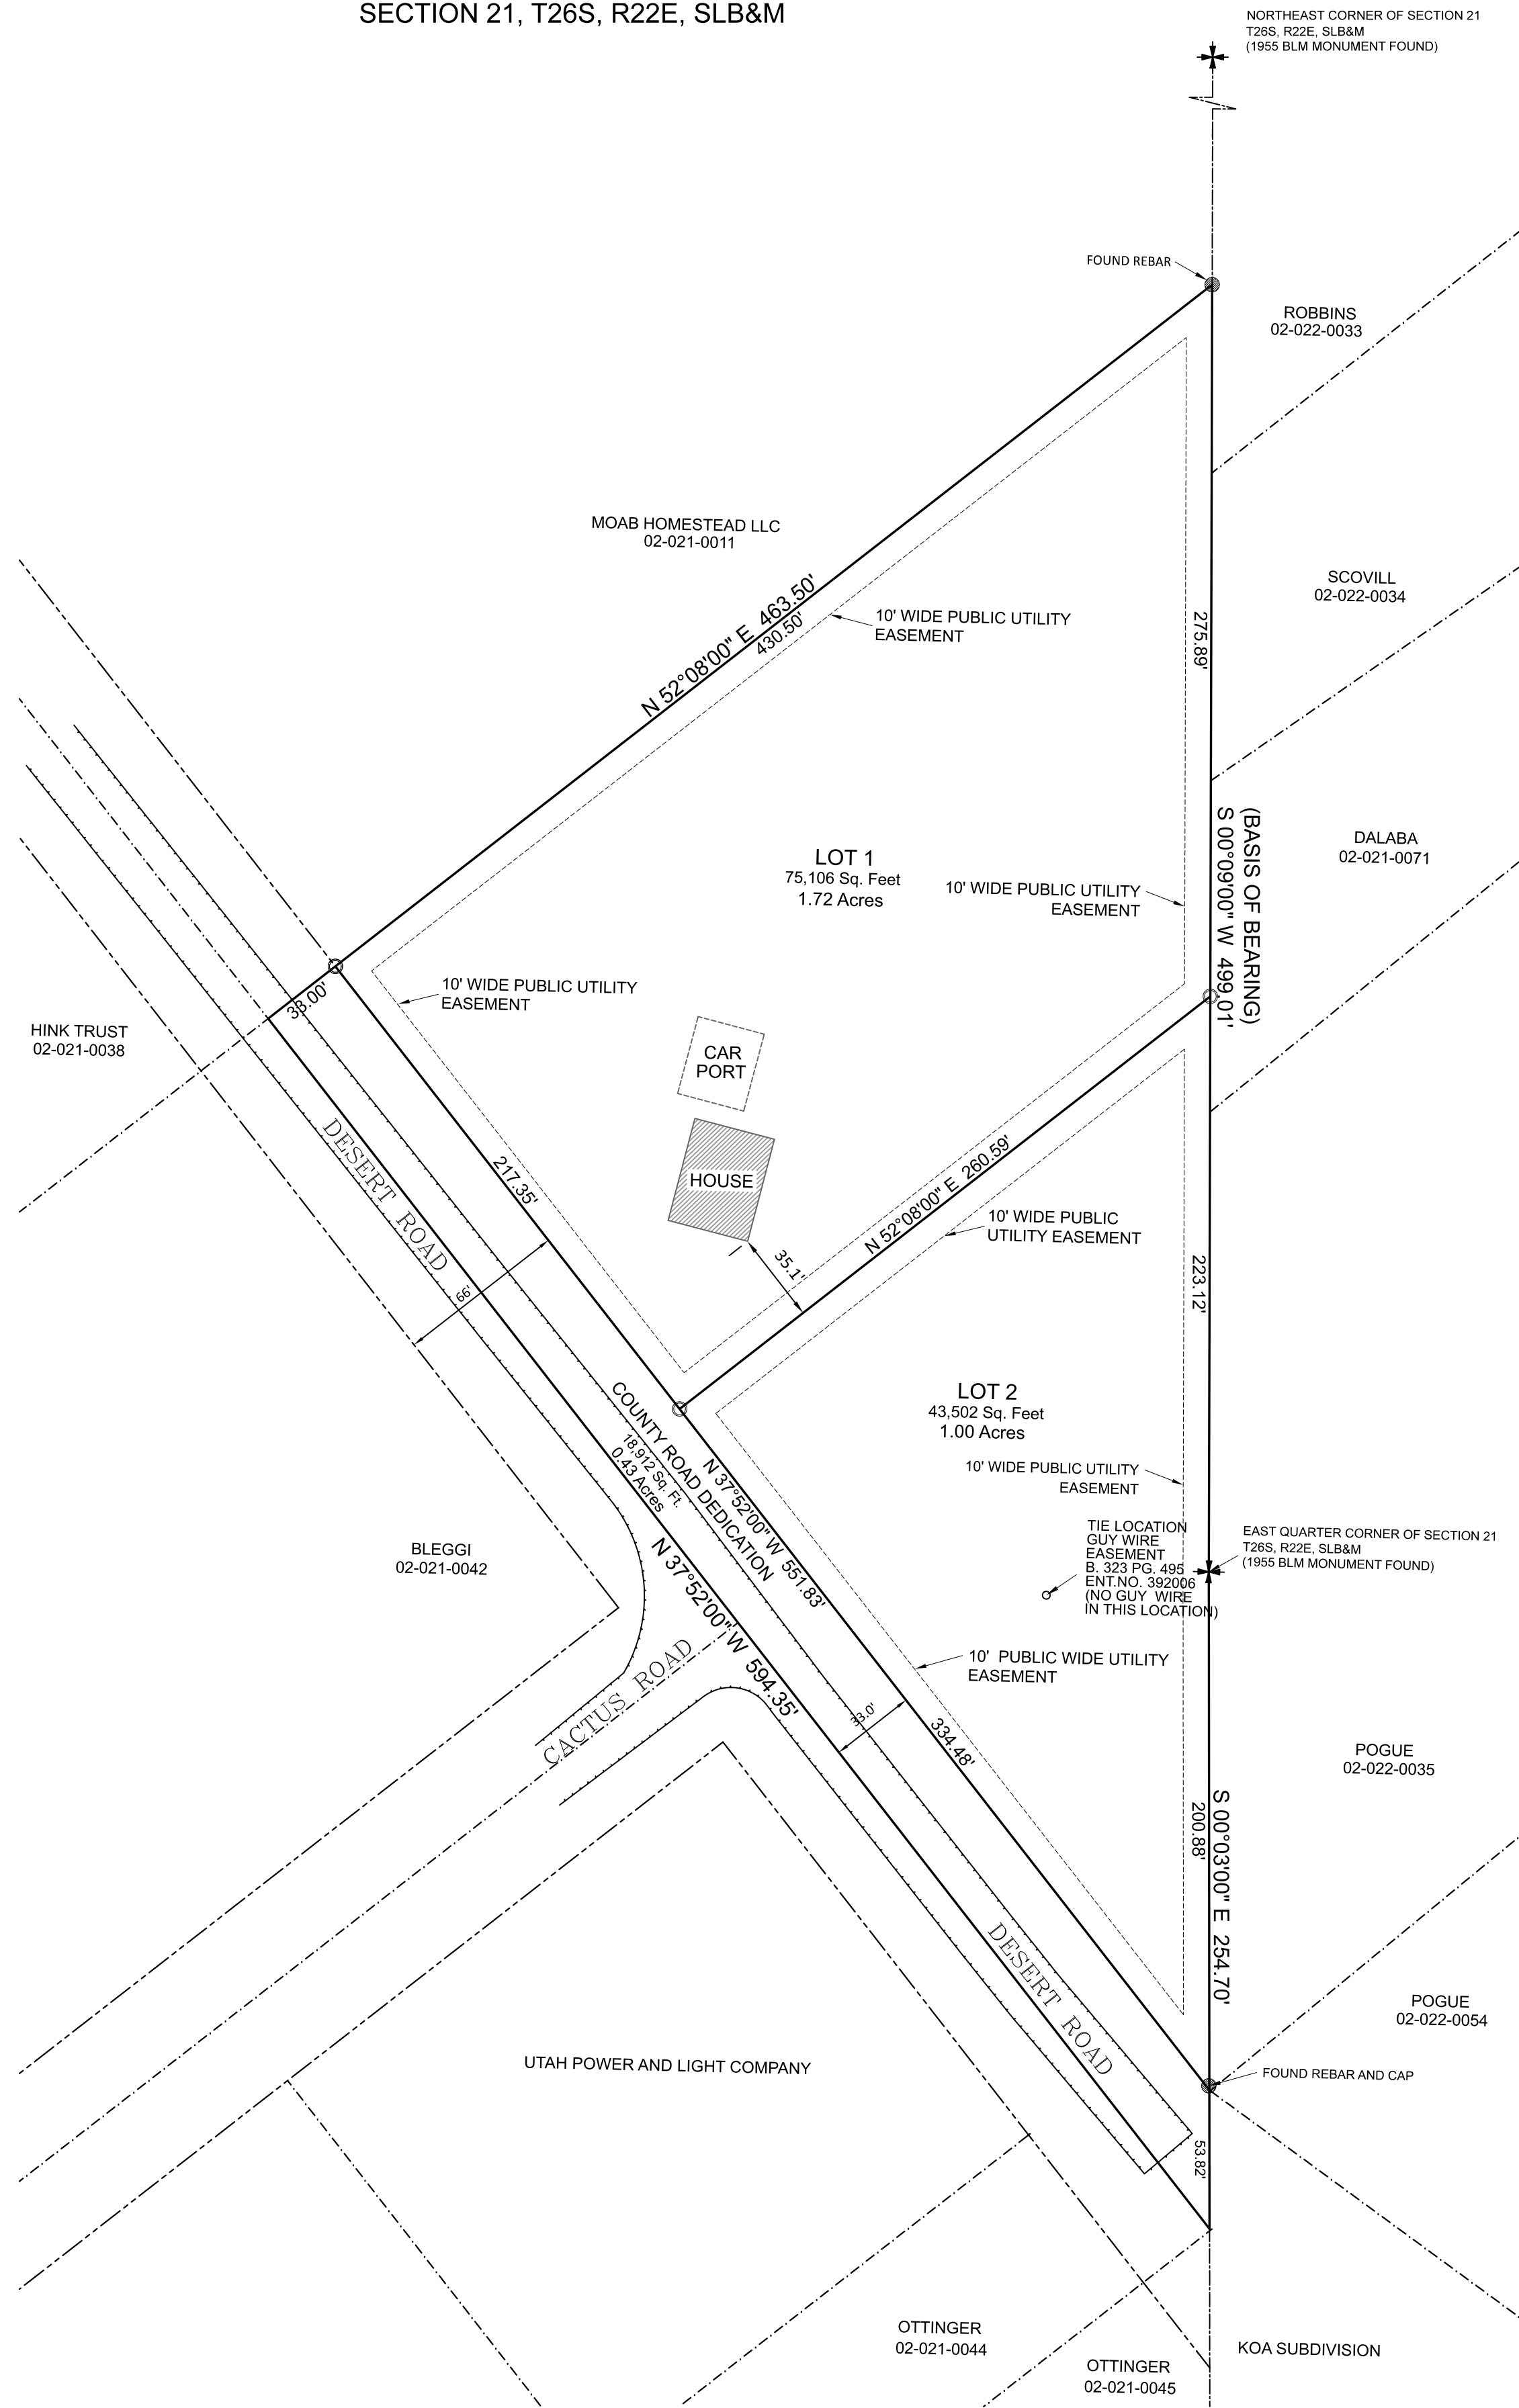 SECTION 21, T26S, R22E, SLB&M
NORTHEAST CORNER OF SECTION 21
T26S, R22E, SLB&M
(1955 BLM MONUMENT FOUND)
FOUND REBAR
ROBBINS
02-022-0033
MOAB HOMESTEAD LLC
02-021-0011
SCOVILL
02-022-0034
N 52°08'00" E 463.50'
430.50'
10' WIDE PUBLIC UTILITY
EASEMENT
275.89'
(BASIS OF BEARING)
S 00°09'00" W 499.01'
DALABA
02-021-0071
LOT 1
75,106 Sq. Feet
1.72 Acres
10' WIDE PUBLIC UTILITY
EASEMENT
10' WIDE PUBLIC UTILITY
EASEMENT
33.00'
HINK TRUST
02-021-0038
CAR
PORT
HOUSE
DESERT ROAD
217.35'
66'
35.1'
N 52°08'00" E 260.59'
10' WIDE PUBLIC
UTILITY EASEMENT
223.12'
LOT 2
43,502 Sq. Feet
1.00 Acres
COUNTY ROAD DEDICATION
18,912 Sq. Ft.
0.43 Acres
N 37°52'00" W 551.83'
10' WIDE PUBLIC UTILITY
EASEMENT
TIE LOCATION
GUY WIRE
EASEMENT
B. 323 PG. 495
ENT.NO. 392006
(NO GUY WIRE
IN THIS LOCATION)
EAST QUARTER CORNER OF SECTION 21
T26S, R22E, SLB&M
(1955 BLM MONUMENT FOUND)
BLEGGI
02-021-0042
N 37°52'00" W 594.35'
CACTUS ROAD
10' PUBLIC WIDE UTILITY
EASEMENT
33.0'
334.48'
POGUE
02-022-0035
200.88'
S 00°03'00" E 254.70'
DESERT ROAD
POGUE
02-022-0054
UTAH POWER AND LIGHT COMPANY
FOUND REBAR AND CAP
53.82'
OTTINGER
02-021-0044
KOA SUBDIVISION
OTTINGER
02-021-0045